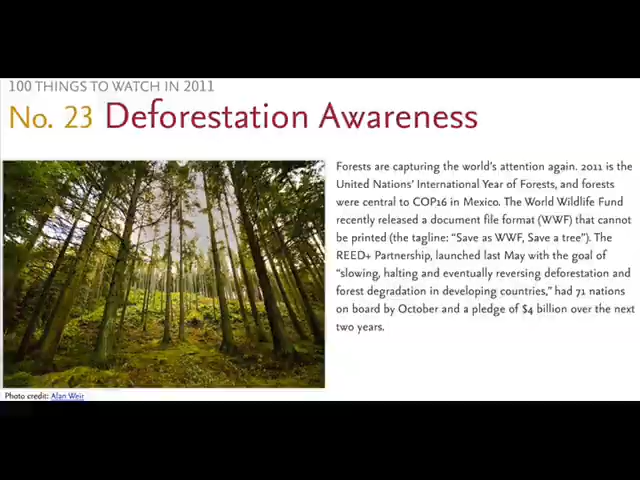 100 THINGS TO WATCH IN 2011
No. 23 Deforestation Awareness
Forests are capturing the world's attention again. 2011 is the
United Nations' International Year of Forests, and forests
were central to COP16 in Mexico. The World Wildlife Fund
recently released a document file format (WWF) that cannot
be printed (the tagline: “Save as WWF, Save a tree”). The
REED+ Partnership, launched last May with the goal of
“slowing, halting and eventually reversing deforestation and
forest degradation in developing countries,” had 71 nations
on board by October and a pledge of $4 billion over the next
two years.
Photo credit: Alan Weir